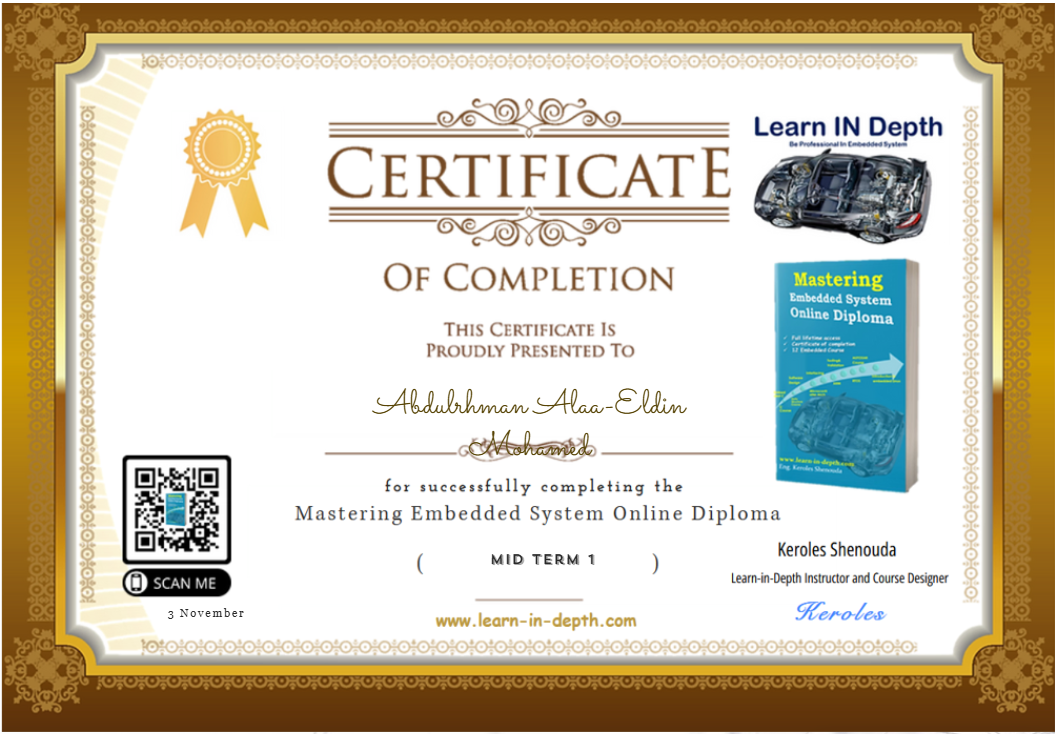 Learn IN Depth
Be Professional In Embedded System
CERTIFICATE
OF COMPLETION
THIS CERTIFICATE IS
PROUDLY PRESENTED TO
Abdulrhman Alaa-Eldin
Mohamed
for successfully completing the
Mastering Embedded System Online Diploma
( MID TERM 1 )
www.learn-in-depth.com
Mastering
Embedded System
Online Diploma
✓ Full lifetime access
✓ Certificate of completion
✓ 12 Embedded Course
www.learn-in-depth.com
Eng. Keroles Shenouda
SCAN ME
3 November
Keroles Shenouda
Learn-in-Depth Instructor and Course Designer
Keroles